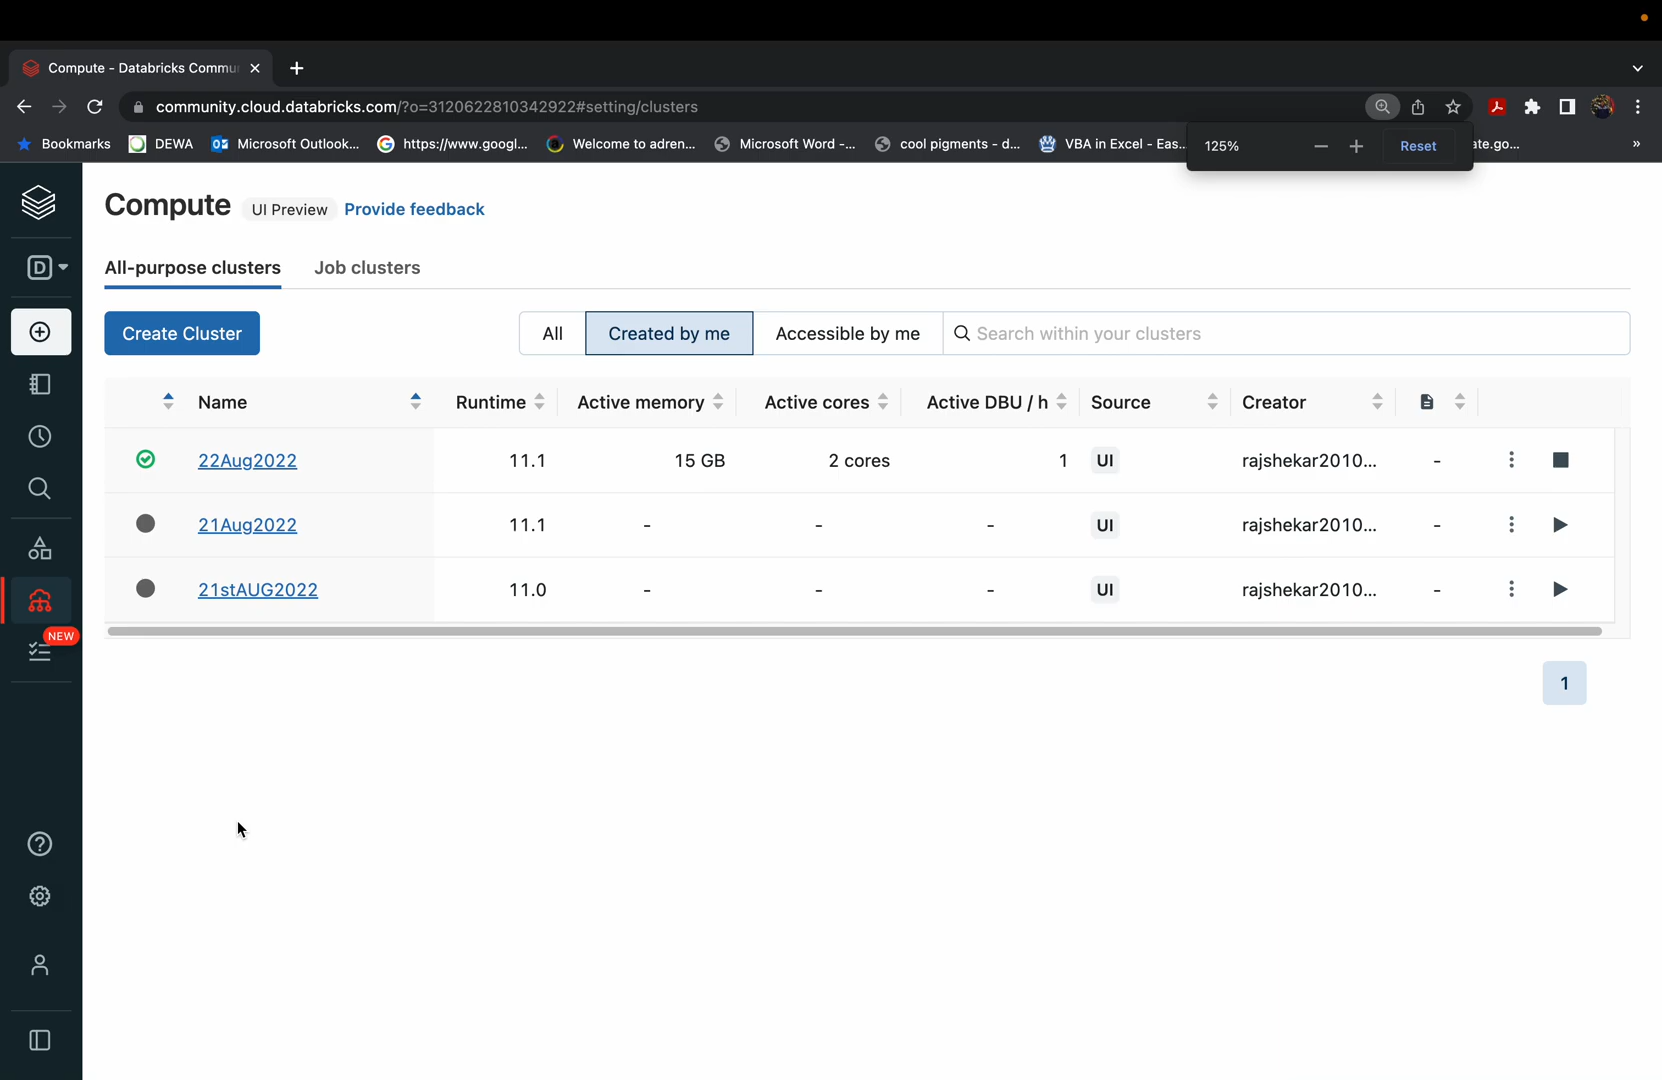 Compute - Databricks Commu
community.cloud.databricks.com/?o=3120622810342922#setting/clusters
Bookmarks DEWA Microsoft Outlook... https://www.googl... Welcome to adren... Microsoft Word -... cool pigments - d... VBA in Excel - Eas... ate.go... »
125% Reset
Compute UI Preview Provide feedback
D
All-purpose clusters Job clusters
Create Cluster All Created by me Accessible by me Search within your clusters
Name Runtime Active memory Active cores Active DBU / h Source Creator
22Aug2022 11.1 15 GB 2 cores 1 UI rajshekar2010... -
21Aug2022 11.1 - - - UI rajshekar2010... -
21stAUG2022 11.0 - - - UI rajshekar2010... -
NEW
1